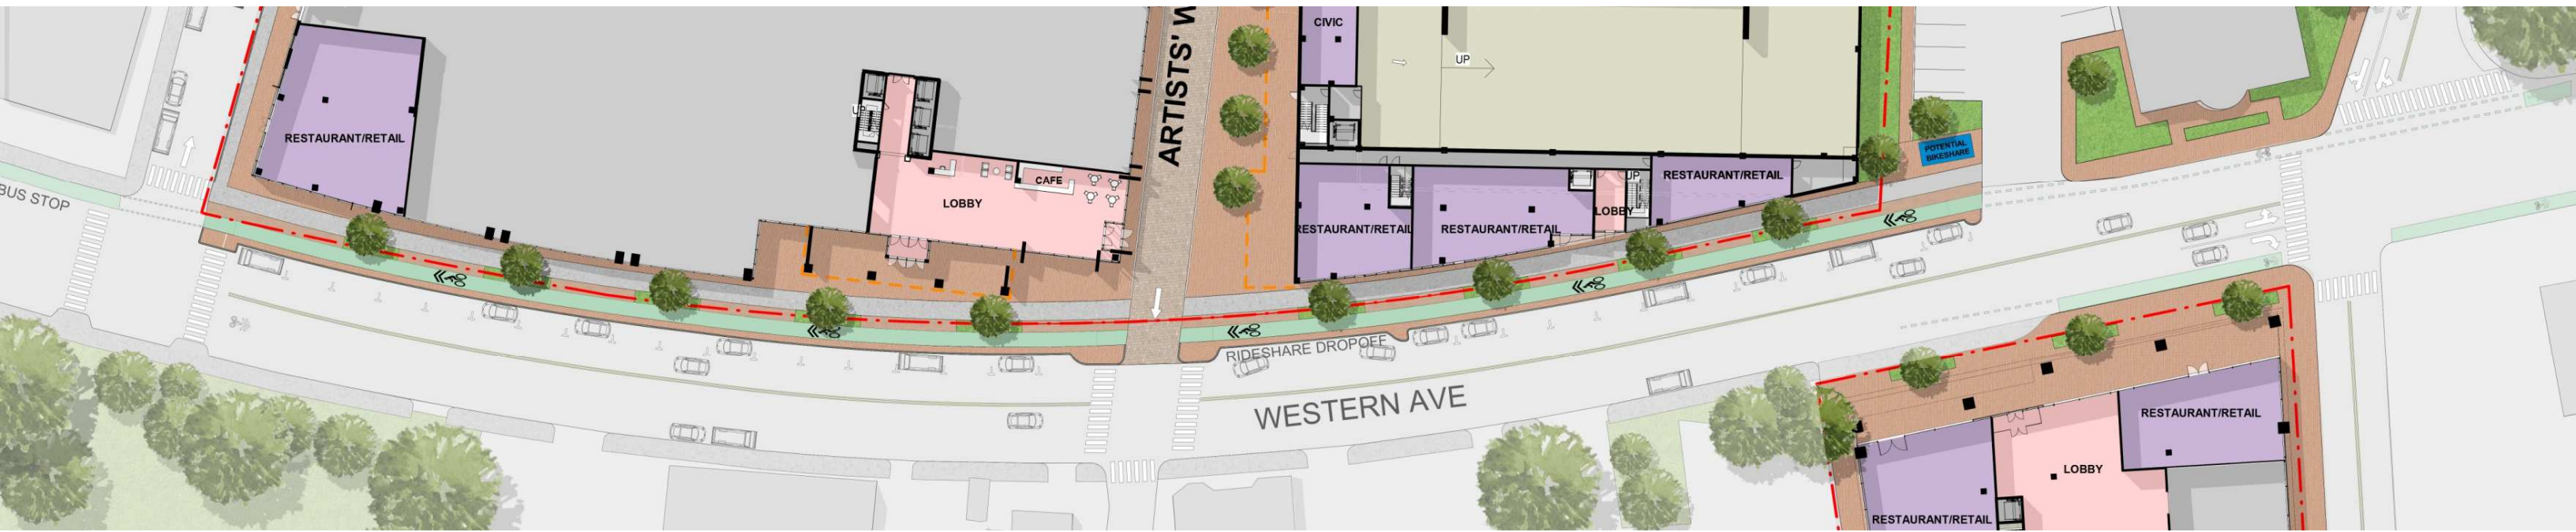 CIVIC
ARTISTS' W
UP
UP
RESTAURANT/RETAIL
POTENTIAL
BIKESHARE
CAFE
UP
RESTAURANT/RETAIL
BUS STOP
LOBBY
LOBBY
RESTAURANT/RETAIL
RESTAURANT/RETAIL
RIDESHARE DROPOFF
WESTERN AVE
RESTAURANT/RETAIL
LOBBY
RESTAURANT/RETAIL